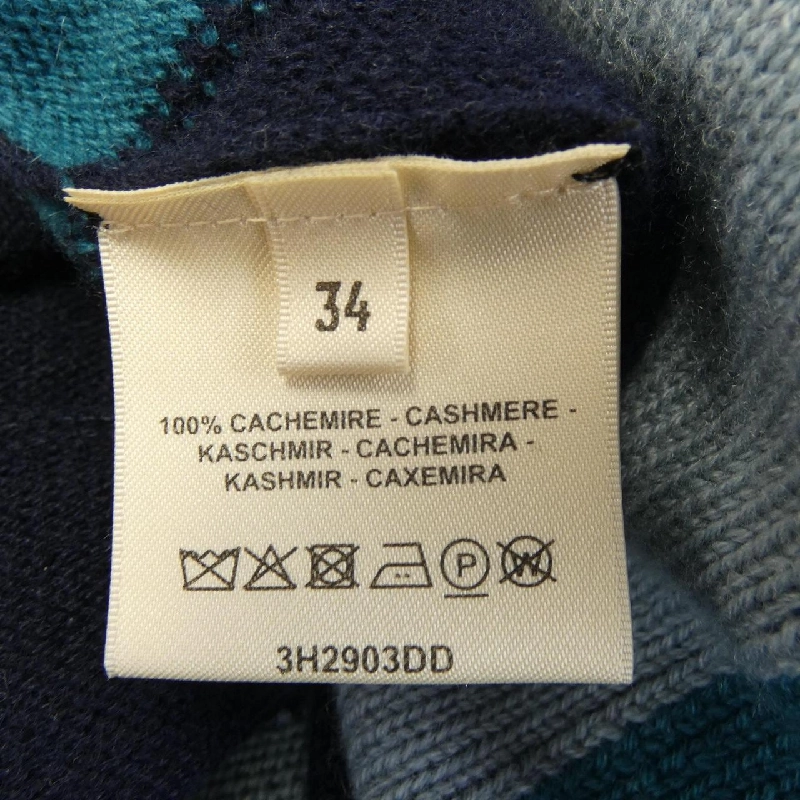 34
100% CACHEMIRE - CASHMERE -
KASCHMIR - CACHEMIRA -
KASHMIR - CAXEMIRA
P W
3H2903DD